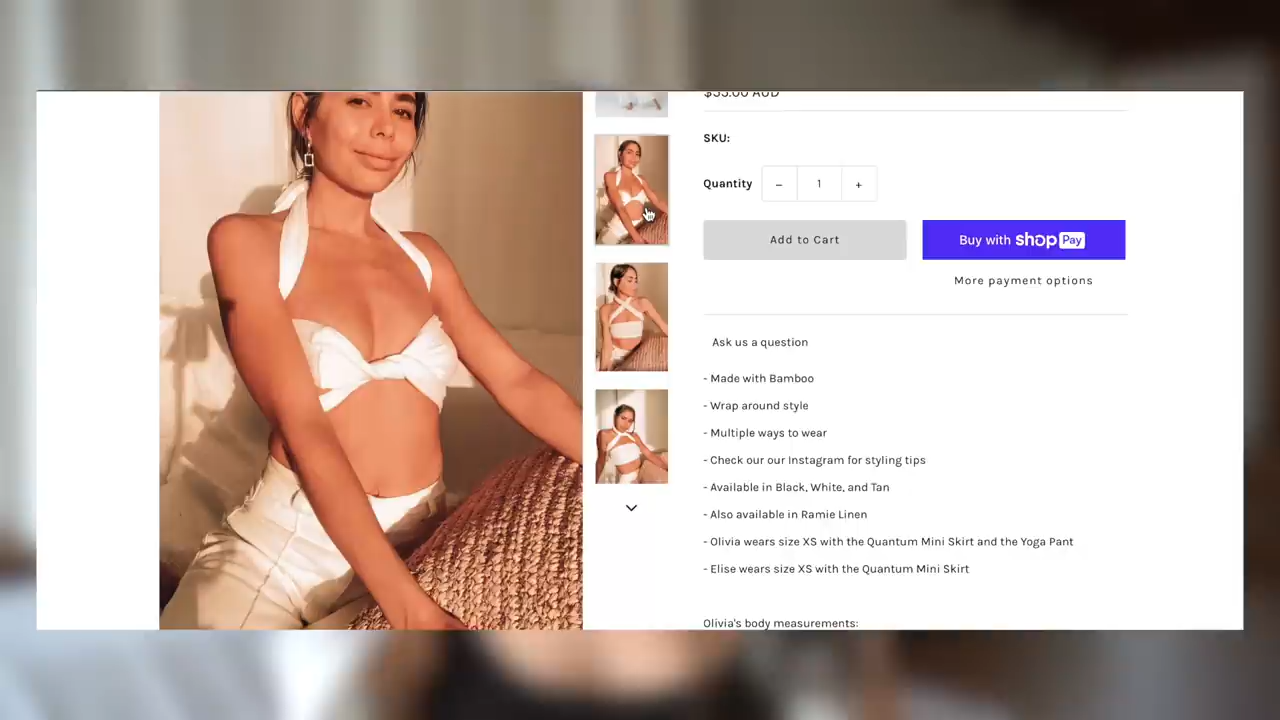 $55.00 AUD
SKU:
Quantity
– 1 +
Add to Cart
Buy with shop Pay
More payment options
Ask us a question
- Made with Bamboo
- Wrap around style
- Multiple ways to wear
- Check our our Instagram for styling tips
- Available in Black, White, and Tan
- Also available in Ramie Linen
- Olivia wears size XS with the Quantum Mini Skirt and the Yoga Pant
- Elise wears size XS with the Quantum Mini Skirt
Olivia's body measurements: